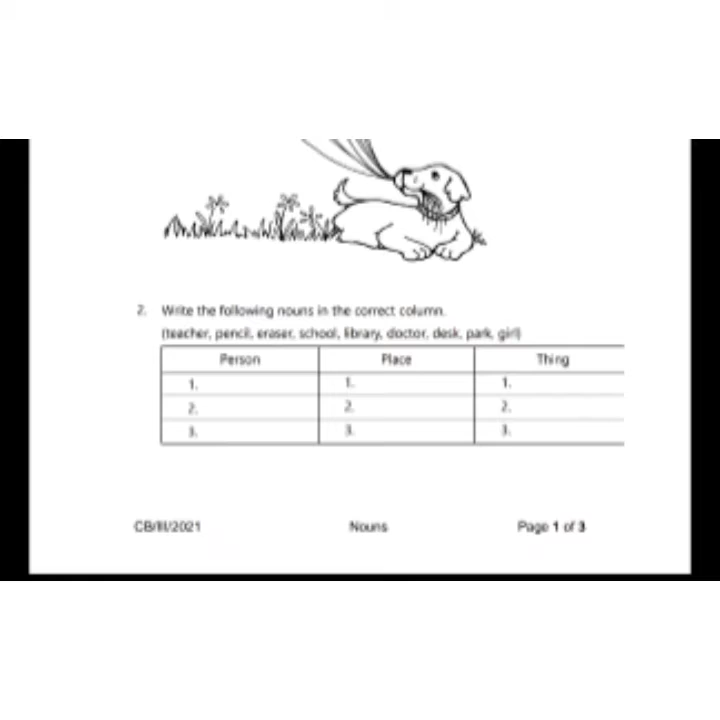 2. Write the following nouns in the correct column.
(teacher, pencil, eraser, school, library, doctor, desk, park, girl)
Person Place Thing
1. 1. 1.
2. 2. 2.
3. 3. 3.
CB/III/2021 Nouns Page 1 of 3